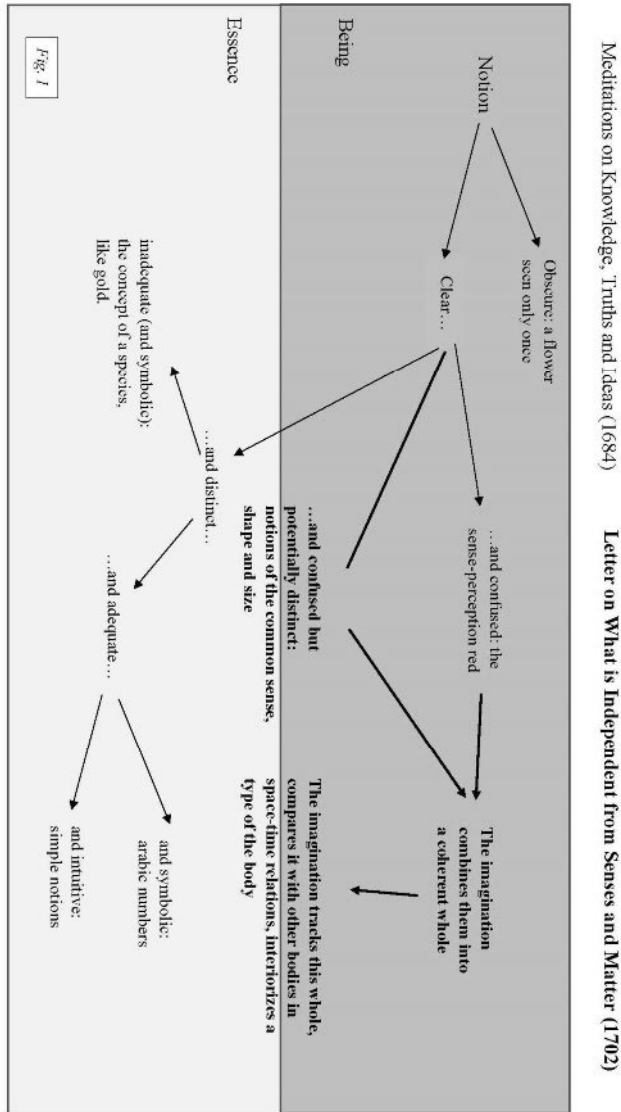 Meditations on Knowledge, Truths and Ideas (1684)
Letter on What is Independent from Senses and Matter (1702)
Notion
Obscure: a flower
seen only once
Clear…
…and confused: the
sense-perception red
The imagination
combines them into
a coherent whole
Being
…and confused but
potentially distinct:
notions of the common sense,
shape and size
The imagination tracks this whole,
compares it with other bodies in
space-time relations, interiorizes a
type of the body
Essence
…and distinct…
inadequate (and symbolic):
the concept of a species,
like gold.
…and adequate…
and symbolic:
arabic numbers
and intuitive:
simple notions
Fig. 1